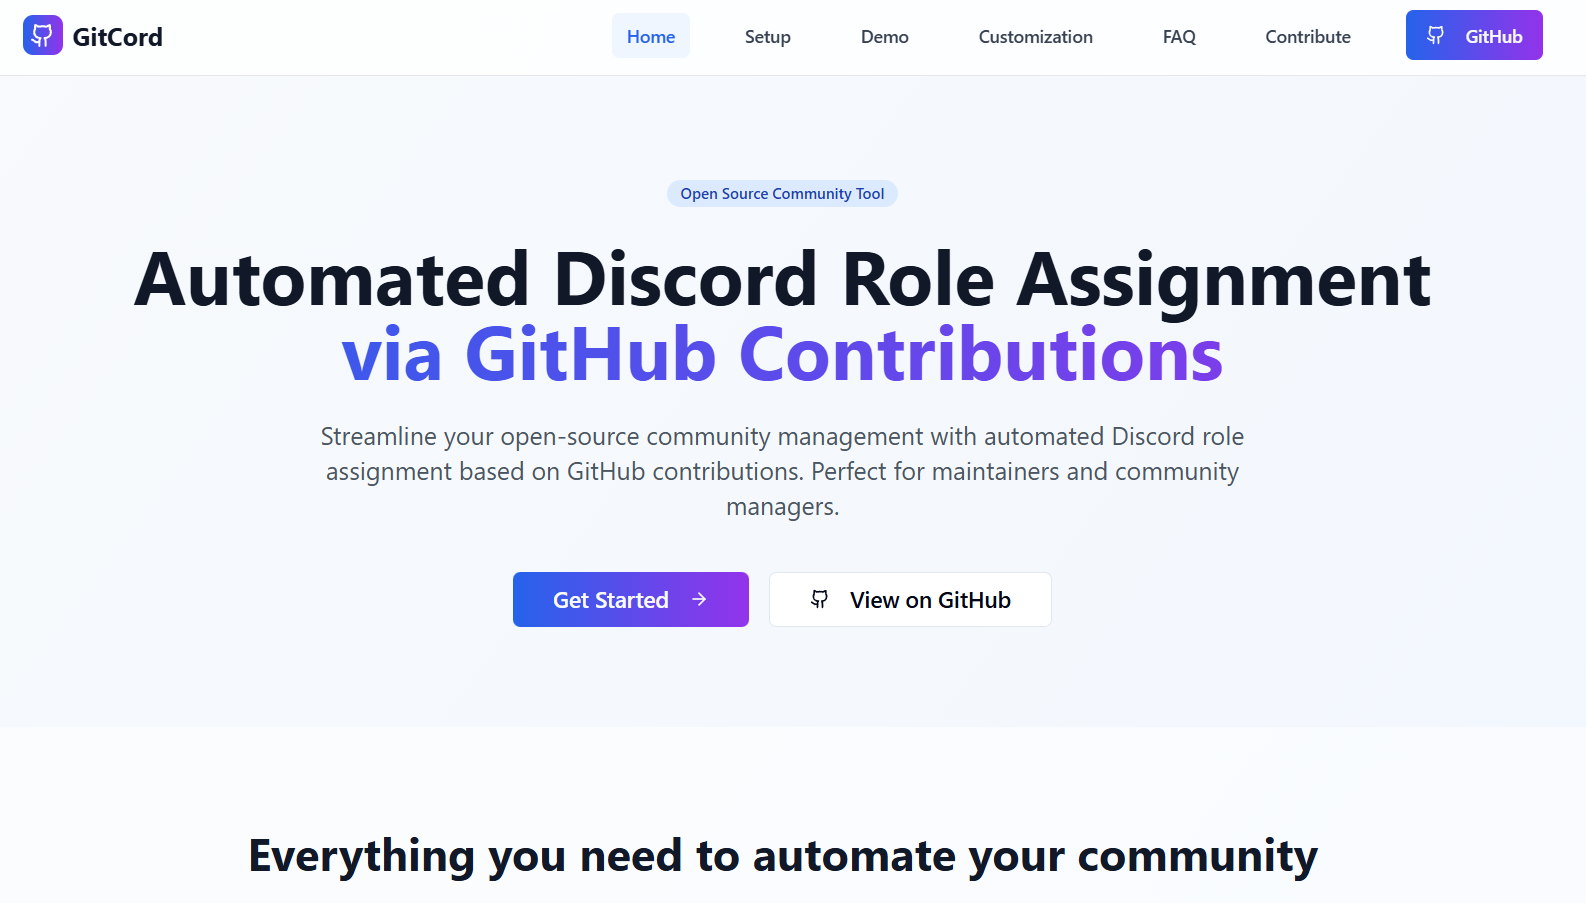 GitCord
Home
Setup
Demo
Customization
FAQ
Contribute
GitHub
Open Source Community Tool
Automated Discord Role Assignment
via GitHub Contributions
Streamline your open-source community management with automated Discord role
assignment based on GitHub contributions. Perfect for maintainers and community
managers.
Get Started
View on GitHub
Everything you need to automate your community